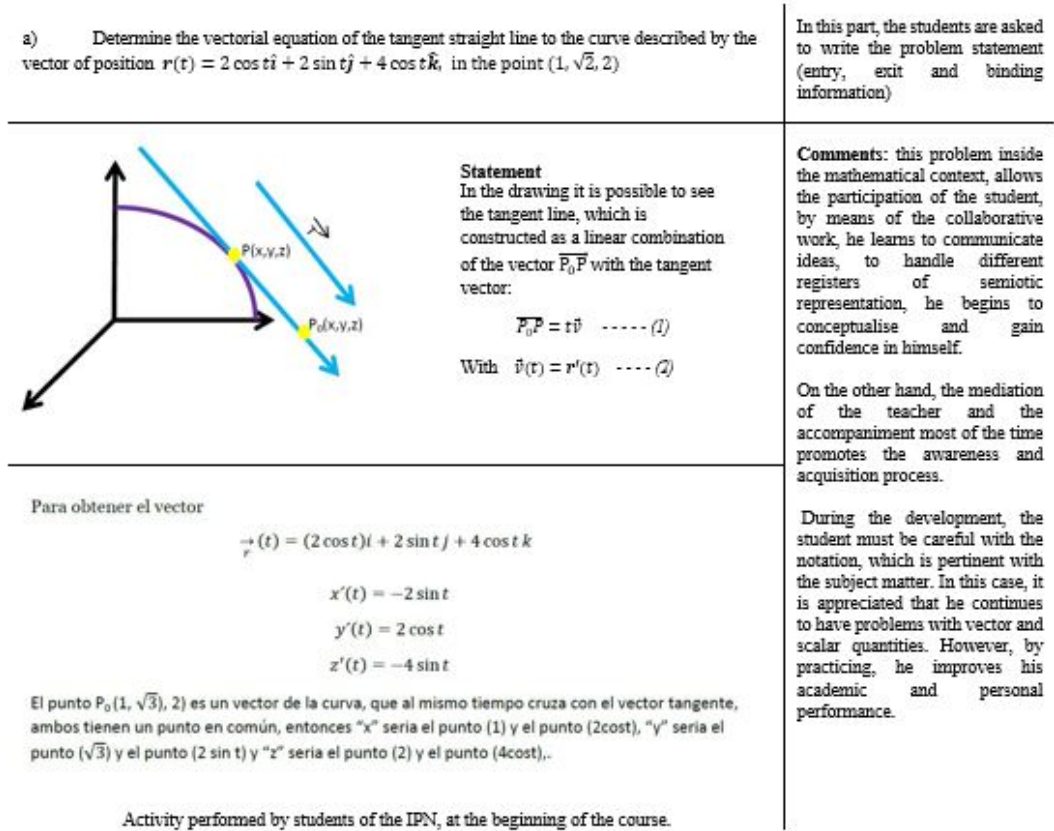 a) Determine the vectorial equation of the tangent straight line to the curve described by the
vector of position r(t) = 2 cos tî + 2 sin tĵ + 4 cos tk̂, in the point (1, √2, 2)
In this part, the students are asked
to write the problem statement
(entry, exit and binding
information)
P(x,y,z)
P₀(x,y,z)
v⃗
Statement
In the drawing it is possible to see
the tangent line, which is
constructed as a linear combination
of the vector P₀P⃗ with the tangent
vector:
P₀P⃗ = tv⃗ - - - - - (1)
With v⃗(t) = r'(t) - - - - (2)
Comments: this problem inside
the mathematical context, allows
the participation of the student,
by means of the collaborative
work, he learns to communicate
ideas, to handle different
registers of semiotic
representation, he begins to
conceptualise and gain
confidence in himself.
On the other hand, the mediation
of the teacher and the
accompaniment most of the time
promotes the awareness and
acquisition process.
During the development, the
student must be careful with the
notation, which is pertinent with
the subject matter. In this case, it
is appreciated that he continues
to have problems with vector and
scalar quantities. However, by
practicing, he improves his
academic and personal
performance.
Para obtener el vector
→r (t) = (2 cos t)i + 2 sin t j + 4 cos t k
x′(t) = −2 sin t
y′(t) = 2 cos t
z′(t) = −4 sin t
El punto P₀(1, √3), 2) es un vector de la curva, que al mismo tiempo cruza con el vector tangente,
ambos tienen un punto en común, entonces “x” seria el punto (1) y el punto (2cost), “y” seria el
punto (√3) y el punto (2 sin t) y “z” seria el punto (2) y el punto (4cost),.
Activity performed by students of the IPN, at the beginning of the course.